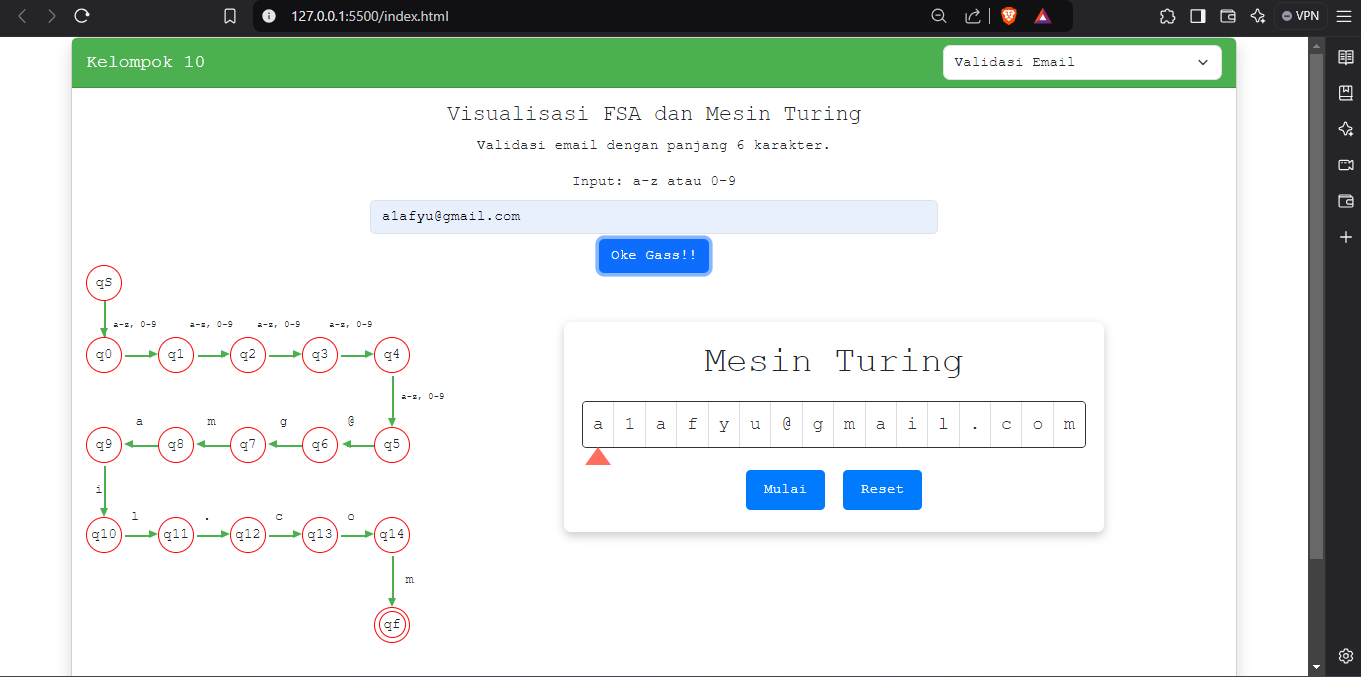 127.0.0.1:5500/index.html
VPN
Kelompok 10
Validasi Email
Visualisasi FSA dan Mesin Turing
Validasi email dengan panjang 6 karakter.
Input: a-z atau 0-9
a1afyu@gmail.com
Oke Gass!!
qS
a-z, 0-9 a-z, 0-9 a-z, 0-9 a-z, 0-9
q0 q1 q2 q3 q4
a-z, 0-9
a m g @
q9 q8 q7 q6 q5
i
l . c o
q10 q11 q12 q13 q14
m
qf
Mesin Turing
a 1 a f y u @ g m a i l . c o m
Mulai Reset